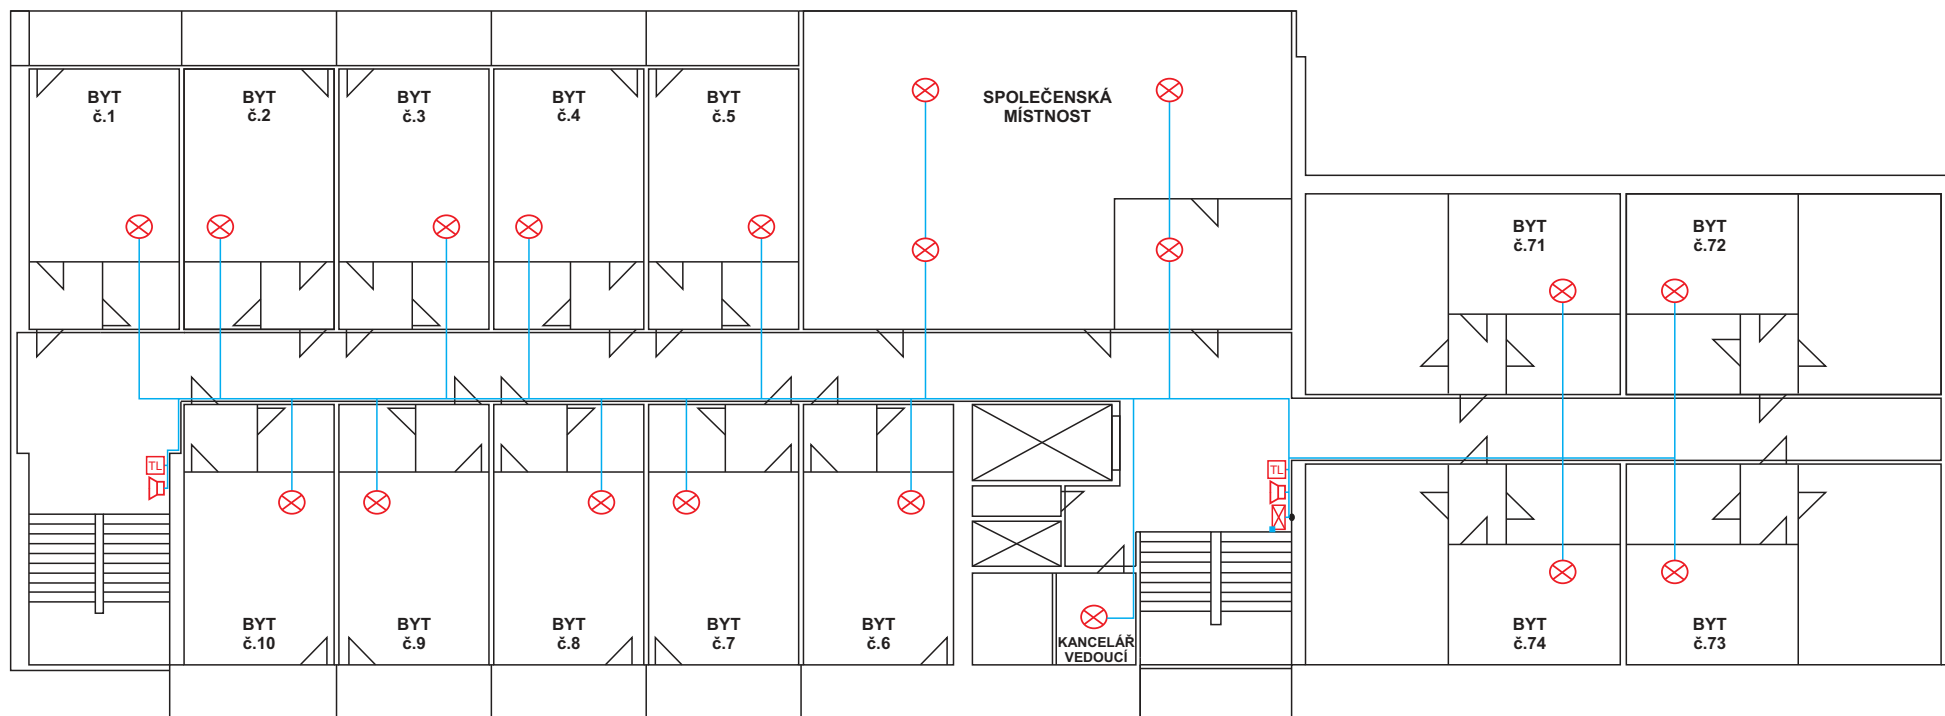 BYT
č.1
BYT
č.2
BYT
č.3
BYT
č.4
BYT
č.5
SPOLEČENSKÁ
MÍSTNOST
BYT
č.71
BYT
č.72
TL
TL
BYT
č.10
BYT
č.9
BYT
č.8
BYT
č.7
BYT
č.6
KANCELÁŘ
VEDOUCÍ
BYT
č.74
BYT
č.73